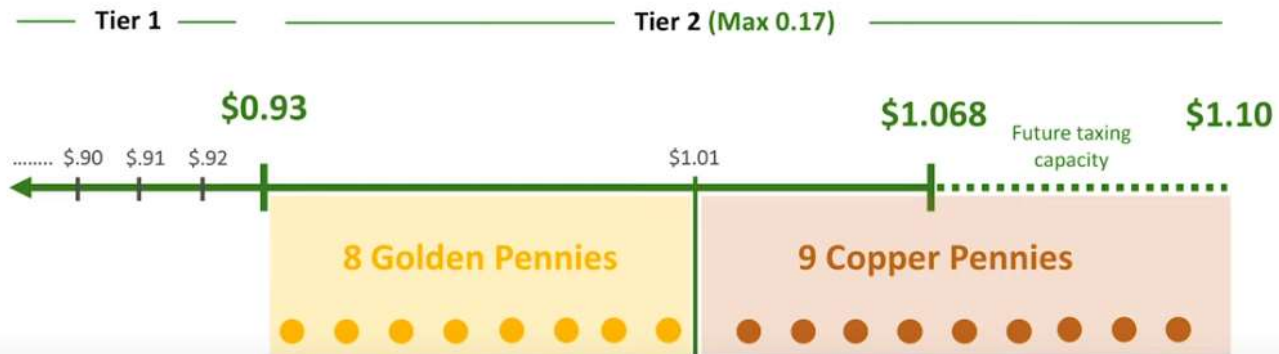 Tier 1
Tier 2 (Max 0.17)
$0.93
$1.068
Future taxing
capacity
$1.10
........ $.90 $.91 $.92
$1.01
8 Golden Pennies
9 Copper Pennies